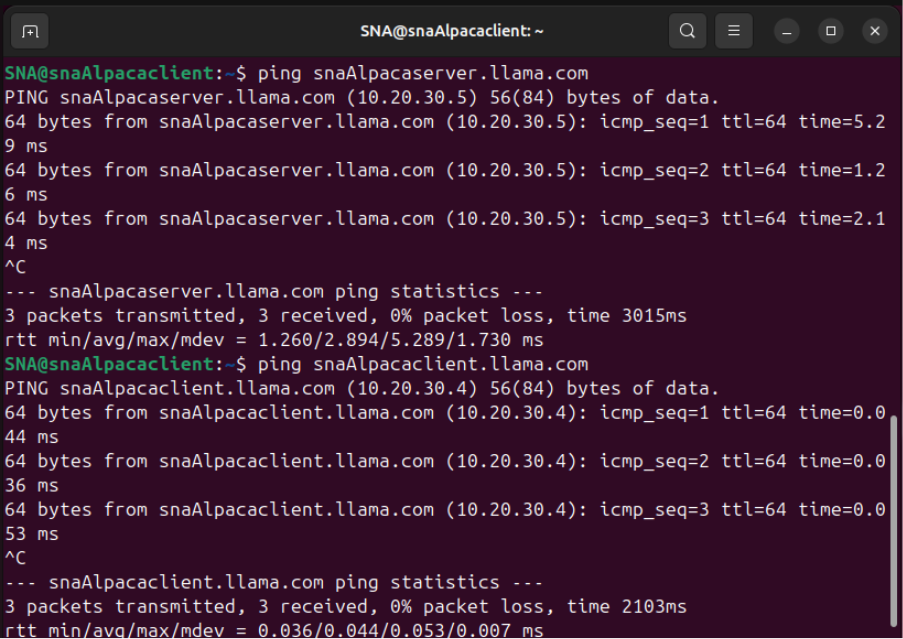 SNA@snaAlpacaclient: ~
SNA@snaAlpacaclient:~$ ping snaAlpacaserver.llama.com
PING snaAlpacaserver.llama.com (10.20.30.5) 56(84) bytes of data.
64 bytes from snaAlpacaserver.llama.com (10.20.30.5): icmp_seq=1 ttl=64 time=5.2
9 ms
64 bytes from snaAlpacaserver.llama.com (10.20.30.5): icmp_seq=2 ttl=64 time=1.2
6 ms
64 bytes from snaAlpacaserver.llama.com (10.20.30.5): icmp_seq=3 ttl=64 time=2.1
4 ms
^C
--- snaAlpacaserver.llama.com ping statistics ---
3 packets transmitted, 3 received, 0% packet loss, time 3015ms
rtt min/avg/max/mdev = 1.260/2.894/5.289/1.730 ms
SNA@snaAlpacaclient:~$ ping snaAlpacaclient.llama.com
PING snaAlpacaclient.llama.com (10.20.30.4) 56(84) bytes of data.
64 bytes from snaAlpacaclient.llama.com (10.20.30.4): icmp_seq=1 ttl=64 time=0.0
44 ms
64 bytes from snaAlpacaclient.llama.com (10.20.30.4): icmp_seq=2 ttl=64 time=0.0
36 ms
64 bytes from snaAlpacaclient.llama.com (10.20.30.4): icmp_seq=3 ttl=64 time=0.0
53 ms
^C
--- snaAlpacaclient.llama.com ping statistics ---
3 packets transmitted, 3 received, 0% packet loss, time 2103ms
rtt min/avg/max/mdev = 0.036/0.044/0.053/0.007 ms